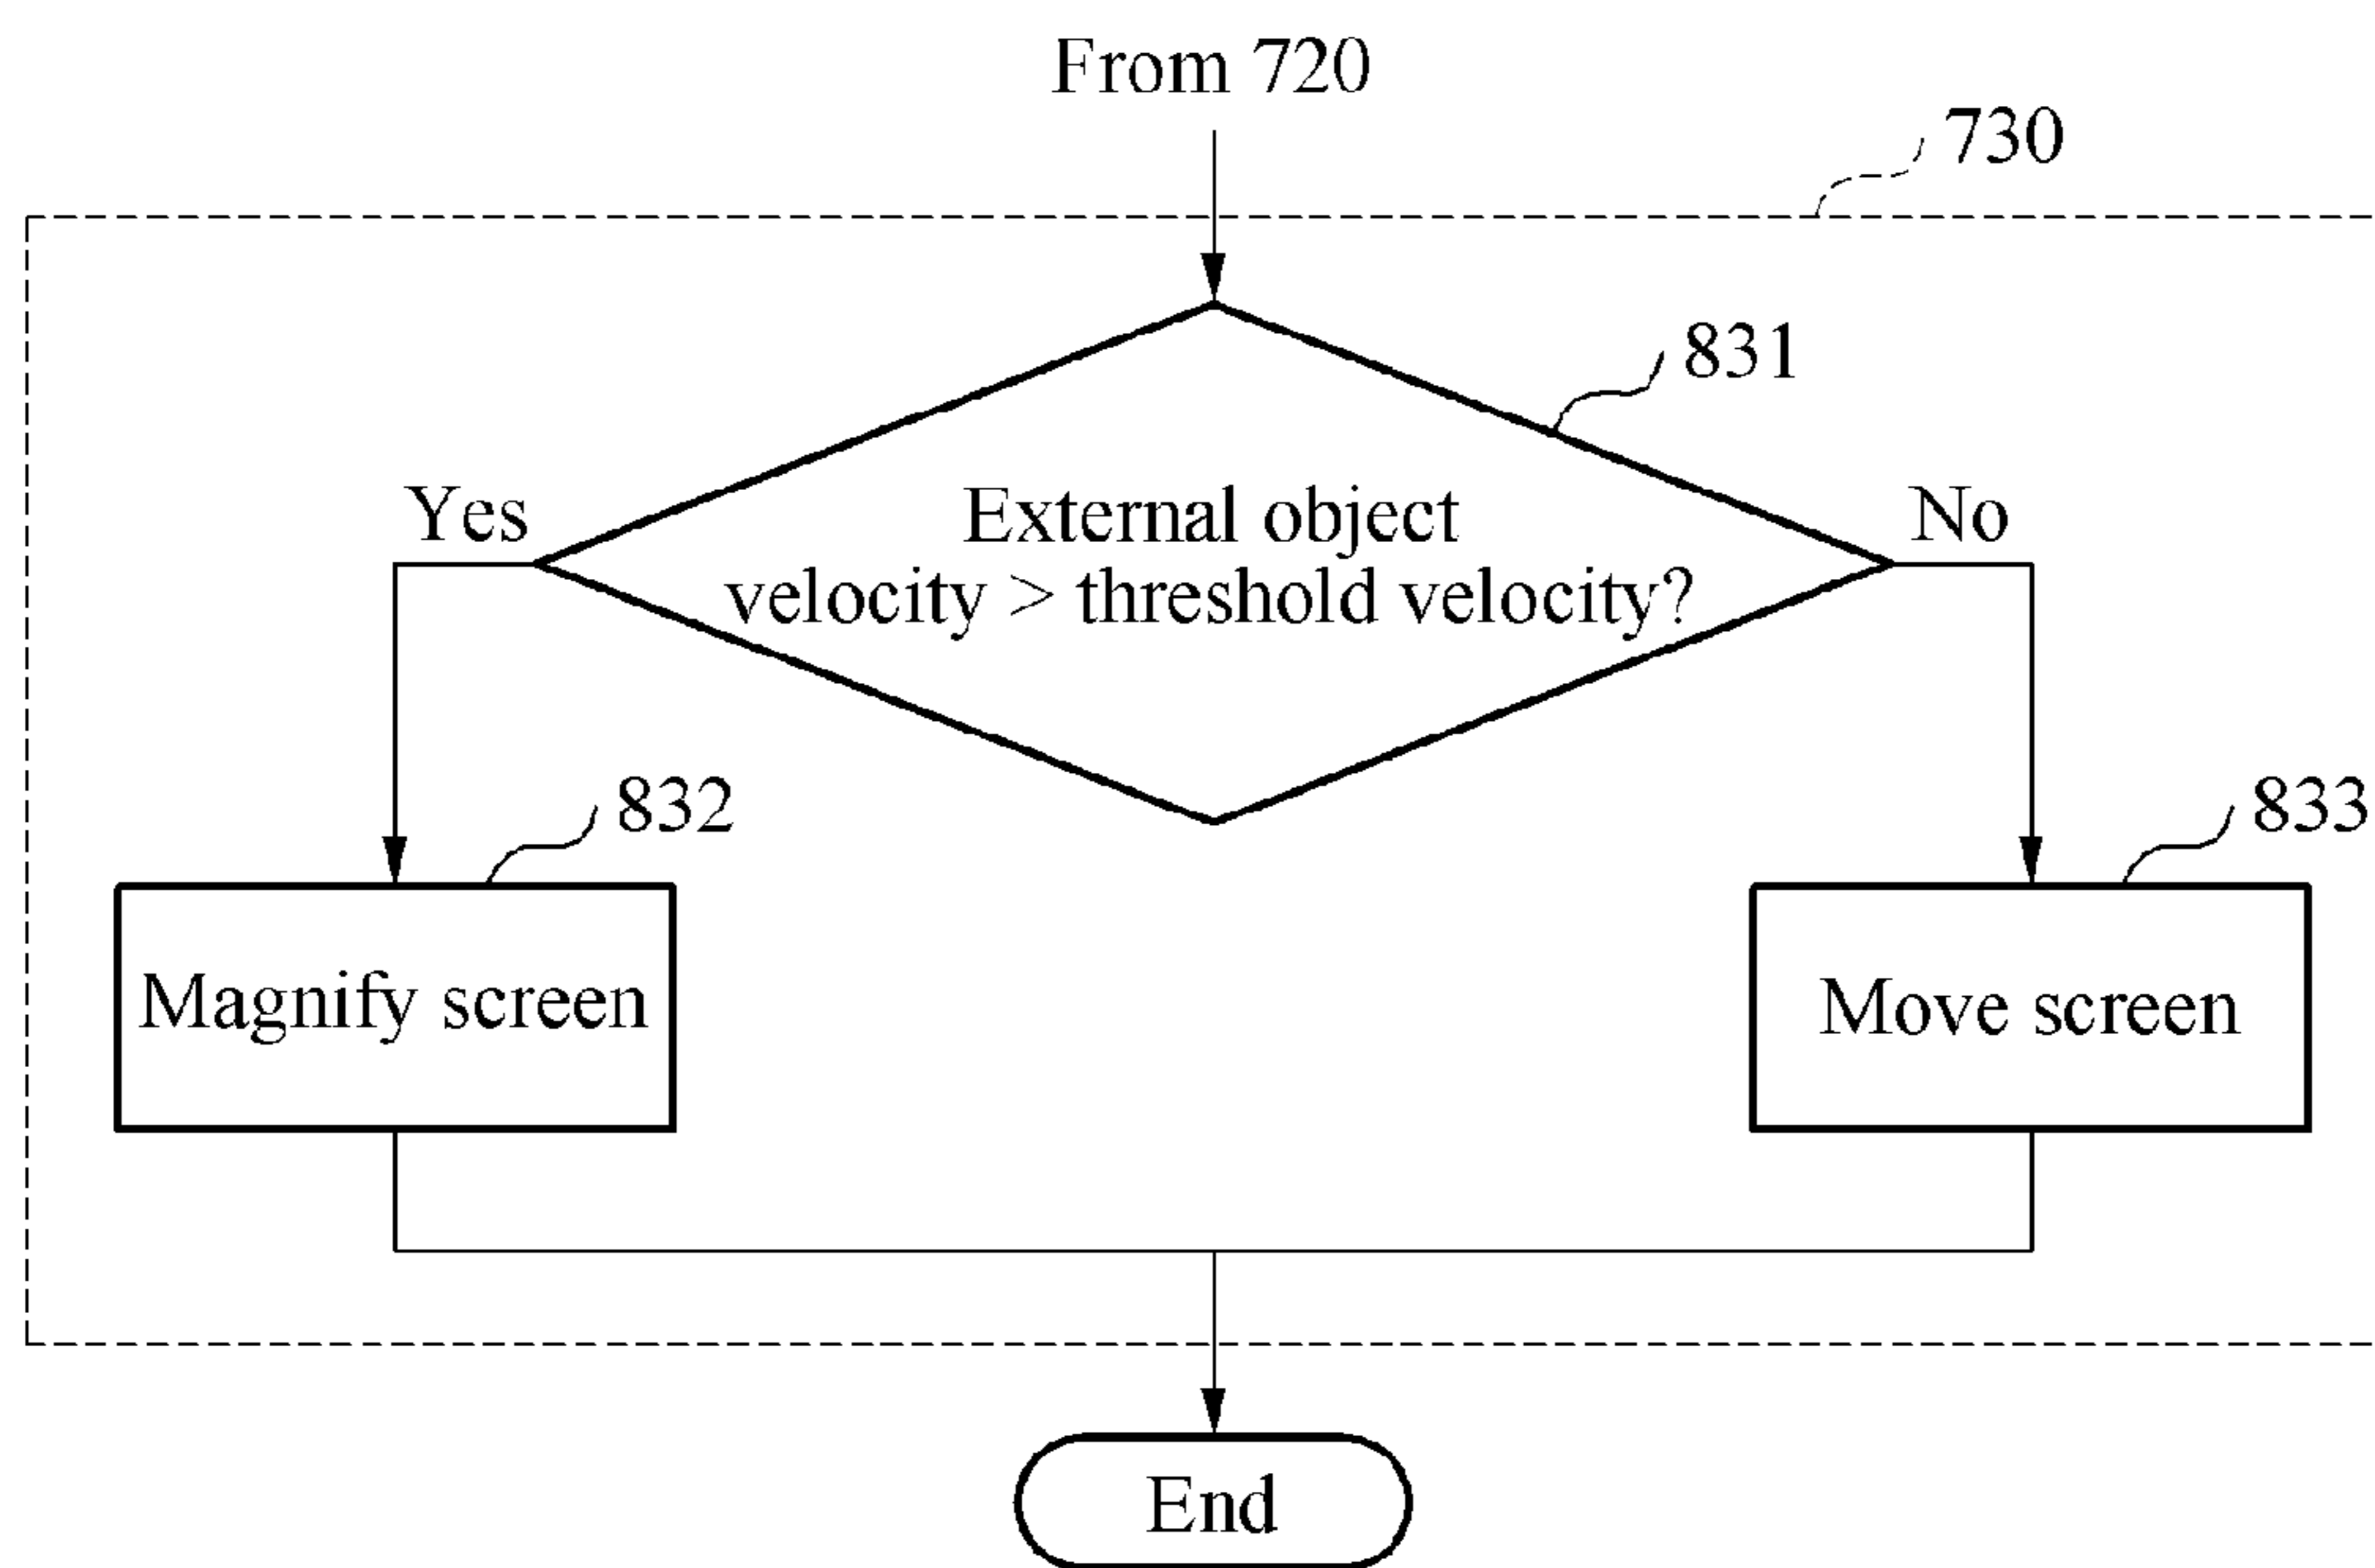 From 720
730
831
Yes
External object
No
velocity > threshold velocity?
832
833
Magnify screen
Move screen
End